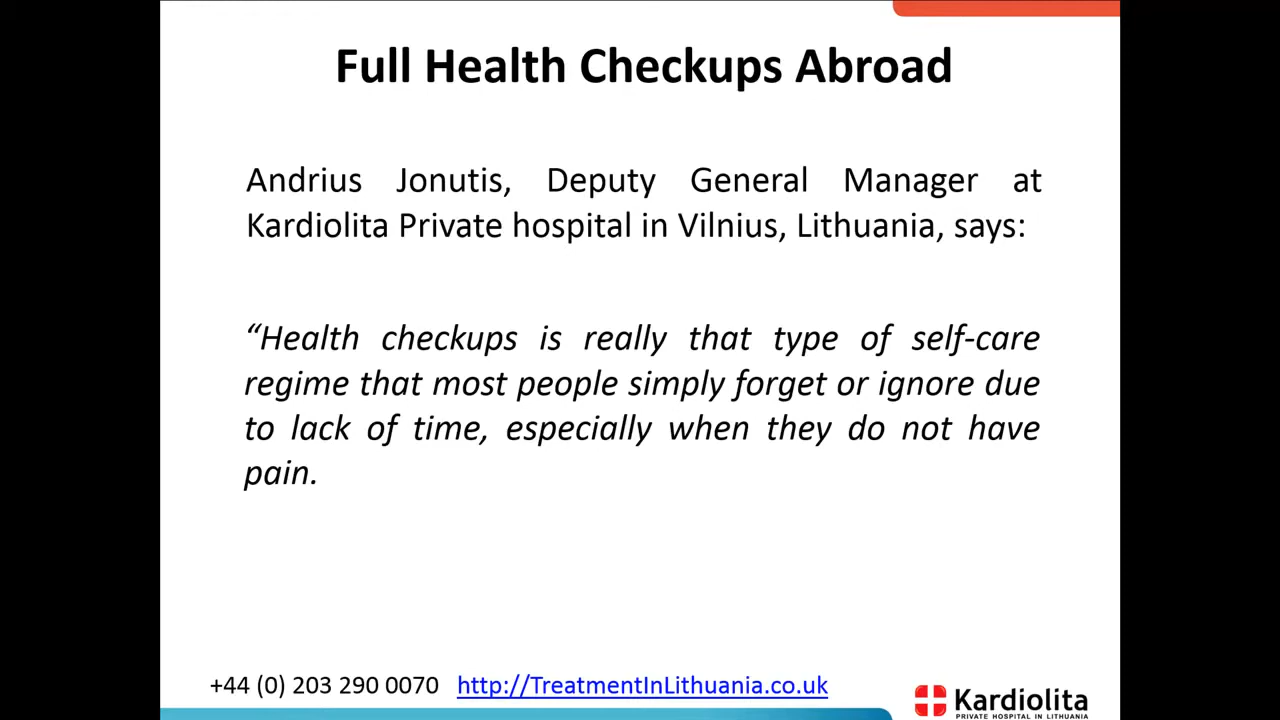 Full Health Checkups Abroad
Andrius Jonutis, Deputy General Manager at
Kardiolita Private hospital in Vilnius, Lithuania, says:
“Health checkups is really that type of self-care
regime that most people simply forget or ignore due
to lack of time, especially when they do not have
pain.
+44 (0) 203 290 0070 http://TreatmentInLithuania.co.uk
Kardiolita
PRIVATE HOSPITAL IN LITHUANIA